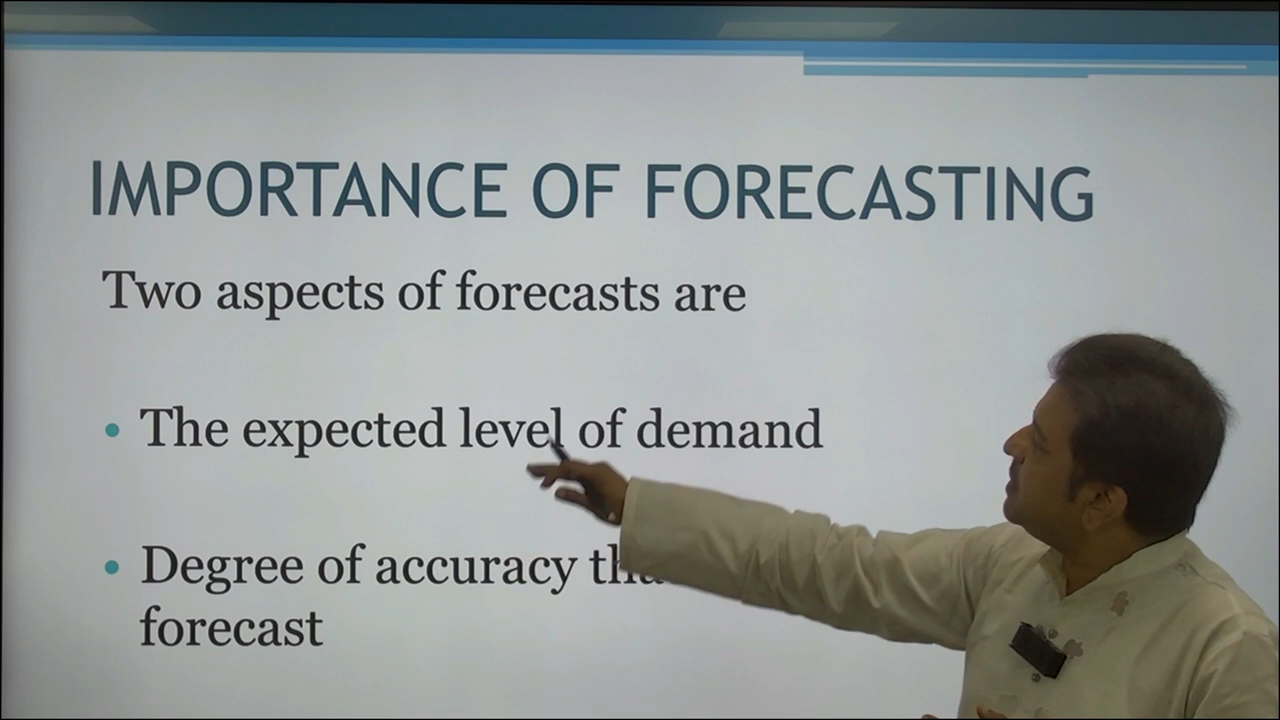 IMPORTANCE OF FORECASTING
Two aspects of forecasts are
• The expected level of demand
• Degree of accuracy
forecast